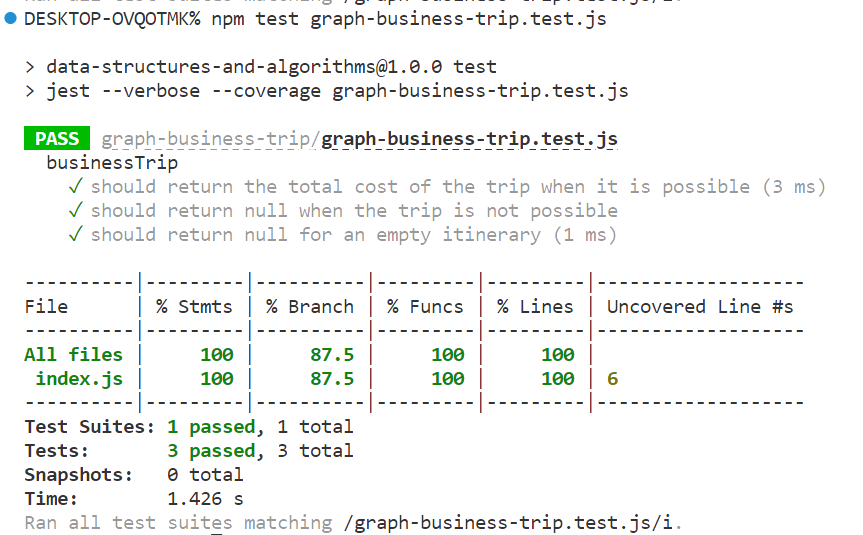 DESKTOP-OVQOTMK% npm test graph-business-trip.test.js
> data-structures-and-algorithms@1.0.0 test
> jest --verbose --coverage graph-business-trip.test.js
PASS graph-business-trip/graph-business-trip.test.js
businessTrip
✓ should return the total cost of the trip when it is possible (3 ms)
✓ should return null when the trip is not possible
✓ should return null for an empty itinerary (1 ms)
----------|---------|----------|---------|---------|-------------------
File      | % Stmts | % Branch | % Funcs | % Lines | Uncovered Line #s
----------|---------|----------|---------|---------|-------------------
All files |     100 |     87.5 |     100 |     100 |
 index.js |     100 |     87.5 |     100 |     100 | 6
----------|---------|----------|---------|---------|-------------------
Test Suites: 1 passed, 1 total
Tests:       3 passed, 3 total
Snapshots:   0 total
Time:        1.426 s
Ran all test suites matching /graph-business-trip.test.js/i.